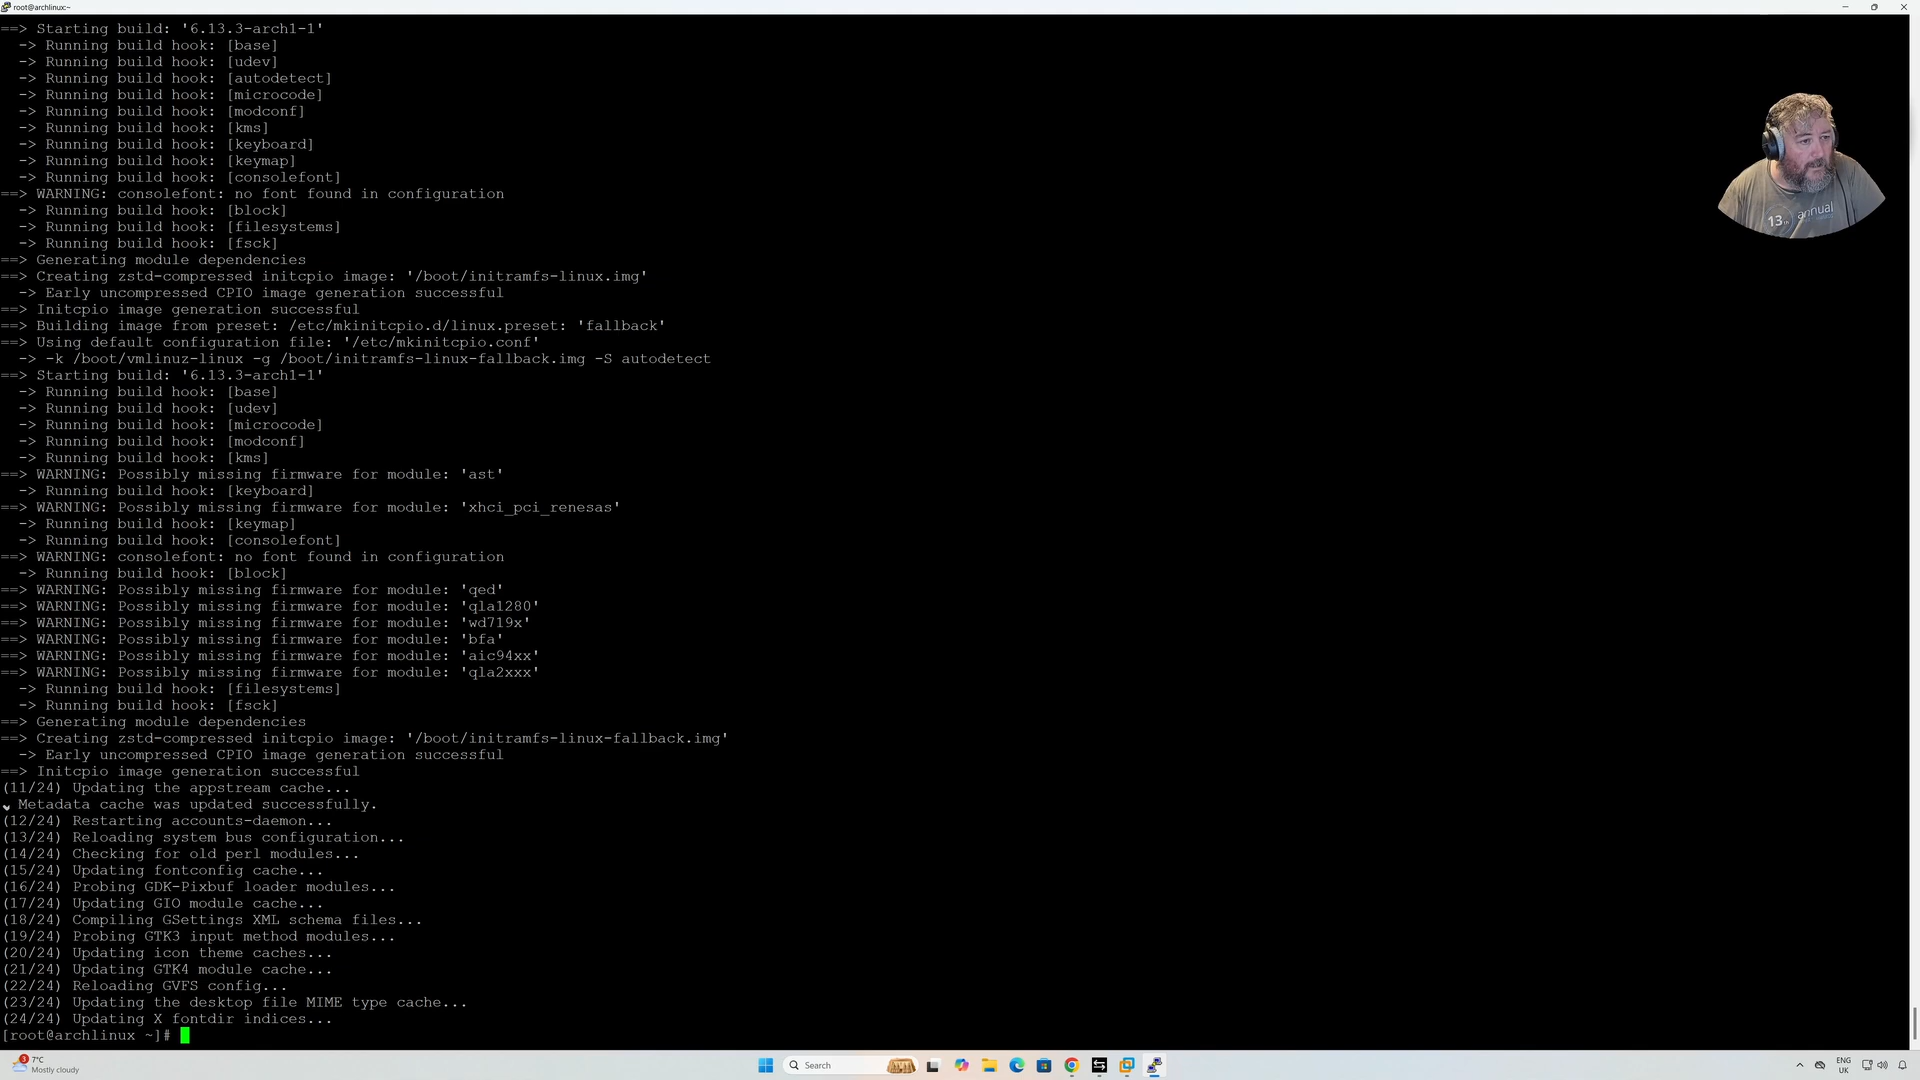 root@archlinux:~
==> Starting build: '6.13.3-arch1-1'
-> Running build hook: [base]
-> Running build hook: [udev]
-> Running build hook: [autodetect]
-> Running build hook: [microcode]
-> Running build hook: [modconf]
-> Running build hook: [kms]
-> Running build hook: [keyboard]
-> Running build hook: [keymap]
-> Running build hook: [consolefont]
==> WARNING: consolefont: no font found in configuration
-> Running build hook: [block]
-> Running build hook: [filesystems]
-> Running build hook: [fsck]
==> Generating module dependencies
==> Creating zstd-compressed initcpio image: '/boot/initramfs-linux.img'
-> Early uncompressed CPIO image generation successful
==> Initcpio image generation successful
==> Building image from preset: /etc/mkinitcpio.d/linux.preset: 'fallback'
==> Using default configuration file: '/etc/mkinitcpio.conf'
-> -k /boot/vmlinuz-linux -g /boot/initramfs-linux-fallback.img -S autodetect
==> Starting build: '6.13.3-arch1-1'
-> Running build hook: [base]
-> Running build hook: [udev]
-> Running build hook: [microcode]
-> Running build hook: [modconf]
-> Running build hook: [kms]
==> WARNING: Possibly missing firmware for module: 'ast'
-> Running build hook: [keyboard]
==> WARNING: Possibly missing firmware for module: 'xhci_pci_renesas'
-> Running build hook: [keymap]
-> Running build hook: [consolefont]
==> WARNING: consolefont: no font found in configuration
-> Running build hook: [block]
==> WARNING: Possibly missing firmware for module: 'qed'
==> WARNING: Possibly missing firmware for module: 'qla1280'
==> WARNING: Possibly missing firmware for module: 'wd719x'
==> WARNING: Possibly missing firmware for module: 'bfa'
==> WARNING: Possibly missing firmware for module: 'aic94xx'
==> WARNING: Possibly missing firmware for module: 'qla2xxx'
-> Running build hook: [filesystems]
-> Running build hook: [fsck]
==> Generating module dependencies
==> Creating zstd-compressed initcpio image: '/boot/initramfs-linux-fallback.img'
-> Early uncompressed CPIO image generation successful
==> Initcpio image generation successful
(11/24) Updating the appstream cache...
✔ Metadata cache was updated successfully.
(12/24) Restarting accounts-daemon...
(13/24) Reloading system bus configuration...
(14/24) Checking for old perl modules...
(15/24) Updating fontconfig cache...
(16/24) Probing GDK-Pixbuf loader modules...
(17/24) Updating GIO module cache...
(18/24) Compiling GSettings XML schema files...
(19/24) Probing GTK3 input method modules...
(20/24) Updating icon theme caches...
(21/24) Updating GTK4 module cache...
(22/24) Reloading GVFS config...
(23/24) Updating the desktop file MIME type cache...
(24/24) Updating X fontdir indices...
[root@archlinux ~]#
13th annual
3
7°C
Mostly cloudy
Search
ENG
UK